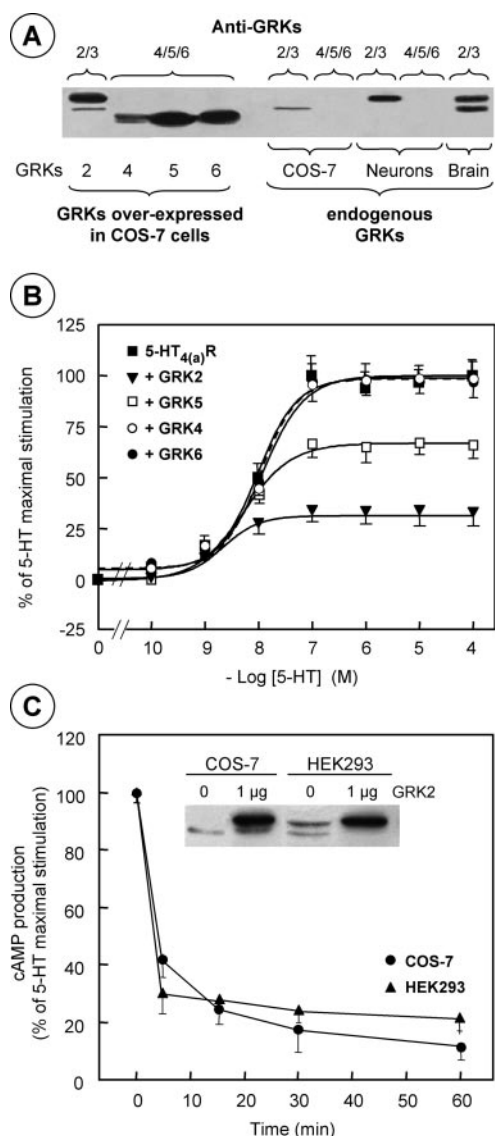 A
Anti-GRKs
2/3 4/5/6 2/3 4/5/6 2/3 4/5/6 2/3
GRKs 2 4 5 6 COS-7 Neurons Brain
GRKs over-expressed
in COS-7 cells
endogenous
GRKs
B
125
100
75
50
25
0
-25
% of 5-HT maximal stimulation
5-HT4(a)R
+ GRK2
+ GRK5
+ GRK4
+ GRK6
0 10 9 8 7 6 5 4
- Log [5-HT] (M)
C
120
100
80
60
40
20
0
cAMP production
(% of 5-HT maximal stimulation)
COS-7 HEK293
0 1 µg 0 1 µg GRK2
COS-7
HEK293
0 10 20 30 40 50 60
Time (min)